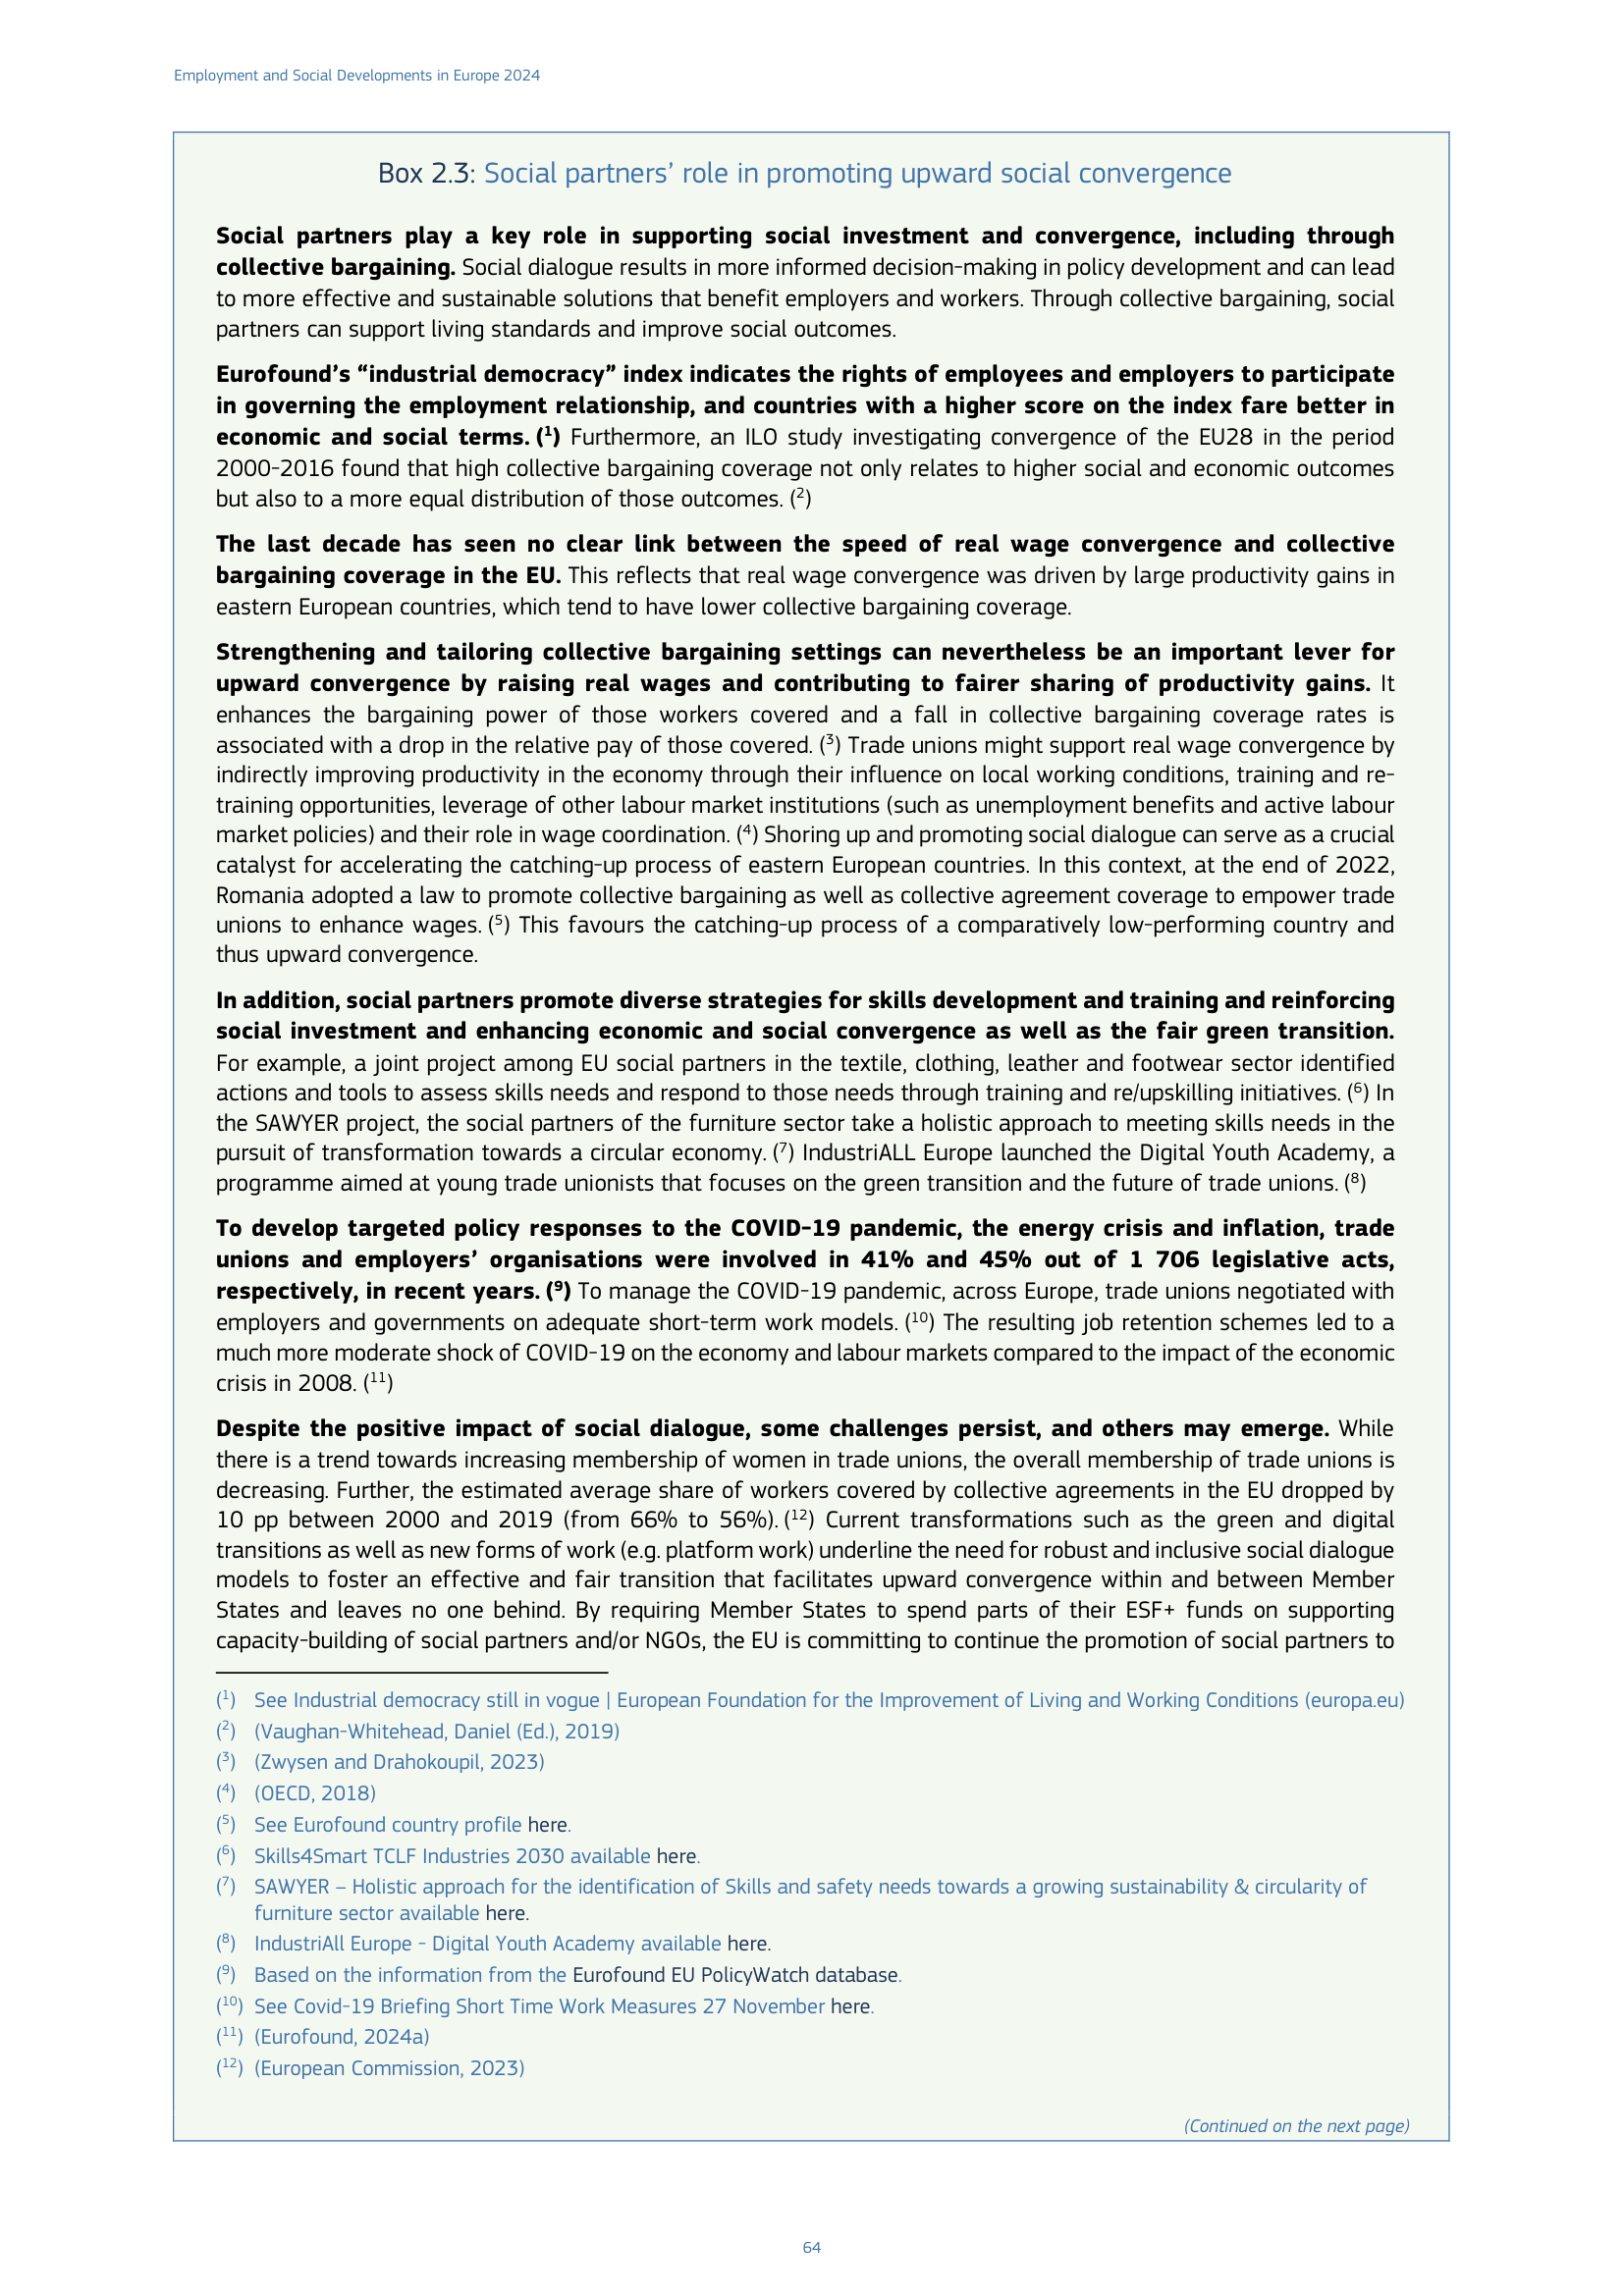 Employment and Social Developments in Europe 2024
Box 2.3: Social partners’ role in promoting upward social convergence
Social partners play a key role in supporting social investment and convergence, including through
collective bargaining. Social dialogue results in more informed decision-making in policy development and can lead
to more effective and sustainable solutions that benefit employers and workers. Through collective bargaining, social
partners can support living standards and improve social outcomes.
Eurofound’s “industrial democracy” index indicates the rights of employees and employers to participate
in governing the employment relationship, and countries with a higher score on the index fare better in
economic and social terms. (1) Furthermore, an ILO study investigating convergence of the EU28 in the period
2000-2016 found that high collective bargaining coverage not only relates to higher social and economic outcomes
but also to a more equal distribution of those outcomes. (2)
The last decade has seen no clear link between the speed of real wage convergence and collective
bargaining coverage in the EU. This reflects that real wage convergence was driven by large productivity gains in
eastern European countries, which tend to have lower collective bargaining coverage.
Strengthening and tailoring collective bargaining settings can nevertheless be an important lever for
upward convergence by raising real wages and contributing to fairer sharing of productivity gains. It
enhances the bargaining power of those workers covered and a fall in collective bargaining coverage rates is
associated with a drop in the relative pay of those covered. (3) Trade unions might support real wage convergence by
indirectly improving productivity in the economy through their influence on local working conditions, training and re-
training opportunities, leverage of other labour market institutions (such as unemployment benefits and active labour
market policies) and their role in wage coordination. (4) Shoring up and promoting social dialogue can serve as a crucial
catalyst for accelerating the catching-up process of eastern European countries. In this context, at the end of 2022,
Romania adopted a law to promote collective bargaining as well as collective agreement coverage to empower trade
unions to enhance wages. (5) This favours the catching-up process of a comparatively low-performing country and
thus upward convergence.
In addition, social partners promote diverse strategies for skills development and training and reinforcing
social investment and enhancing economic and social convergence as well as the fair green transition.
For example, a joint project among EU social partners in the textile, clothing, leather and footwear sector identified
actions and tools to assess skills needs and respond to those needs through training and re/upskilling initiatives. (6) In
the SAWYER project, the social partners of the furniture sector take a holistic approach to meeting skills needs in the
pursuit of transformation towards a circular economy. (7) IndustriALL Europe launched the Digital Youth Academy, a
programme aimed at young trade unionists that focuses on the green transition and the future of trade unions. (8)
To develop targeted policy responses to the COVID-19 pandemic, the energy crisis and inflation, trade
unions and employers’ organisations were involved in 41% and 45% out of 1 706 legislative acts,
respectively, in recent years. (9) To manage the COVID-19 pandemic, across Europe, trade unions negotiated with
employers and governments on adequate short-term work models. (10) The resulting job retention schemes led to a
much more moderate shock of COVID-19 on the economy and labour markets compared to the impact of the economic
crisis in 2008. (11)
Despite the positive impact of social dialogue, some challenges persist, and others may emerge. While
there is a trend towards increasing membership of women in trade unions, the overall membership of trade unions is
decreasing. Further, the estimated average share of workers covered by collective agreements in the EU dropped by
10 pp between 2000 and 2019 (from 66% to 56%). (12) Current transformations such as the green and digital
transitions as well as new forms of work (e.g. platform work) underline the need for robust and inclusive social dialogue
models to foster an effective and fair transition that facilitates upward convergence within and between Member
States and leaves no one behind. By requiring Member States to spend parts of their ESF+ funds on supporting
capacity-building of social partners and/or NGOs, the EU is committing to continue the promotion of social partners to
(1) See Industrial democracy still in vogue | European Foundation for the Improvement of Living and Working Conditions (europa.eu)
(2) (Vaughan-Whitehead, Daniel (Ed.), 2019)
(3) (Zwysen and Drahokoupil, 2023)
(4) (OECD, 2018)
(5) See Eurofound country profile here.
(6) Skills4Smart TCLF Industries 2030 available here.
(7) SAWYER – Holistic approach for the identification of Skills and safety needs towards a growing sustainability & circularity of
furniture sector available here.
(8) IndustriAll Europe - Digital Youth Academy available here.
(9) Based on the information from the Eurofound EU PolicyWatch database.
(10) See Covid-19 Briefing Short Time Work Measures 27 November here.
(11) (Eurofound, 2024a)
(12) (European Commission, 2023)
(Continued on the next page)
64